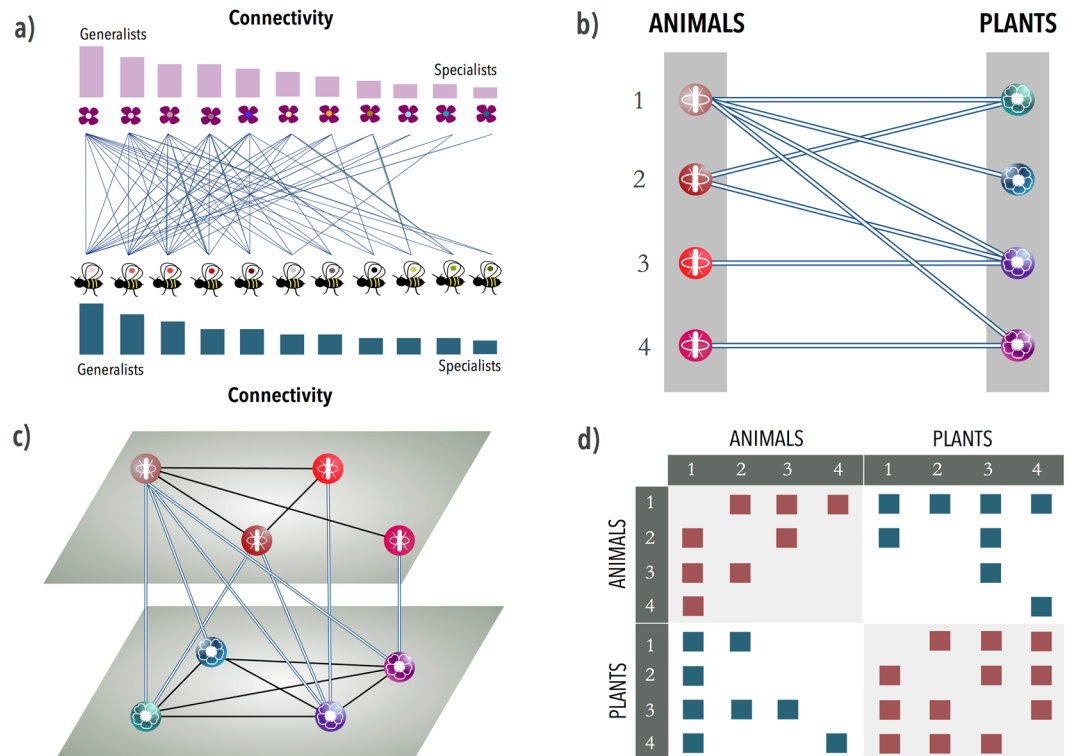 a)
Connectivity
Generalists
Specialists
Generalists
Specialists
Connectivity
b)
ANIMALS PLANTS
1
2
3
4
c)
d)
ANIMALS PLANTS
1 2 3 4 1 2 3 4
ANIMALS
1
2
3
4
PLANTS
1
2
3
4